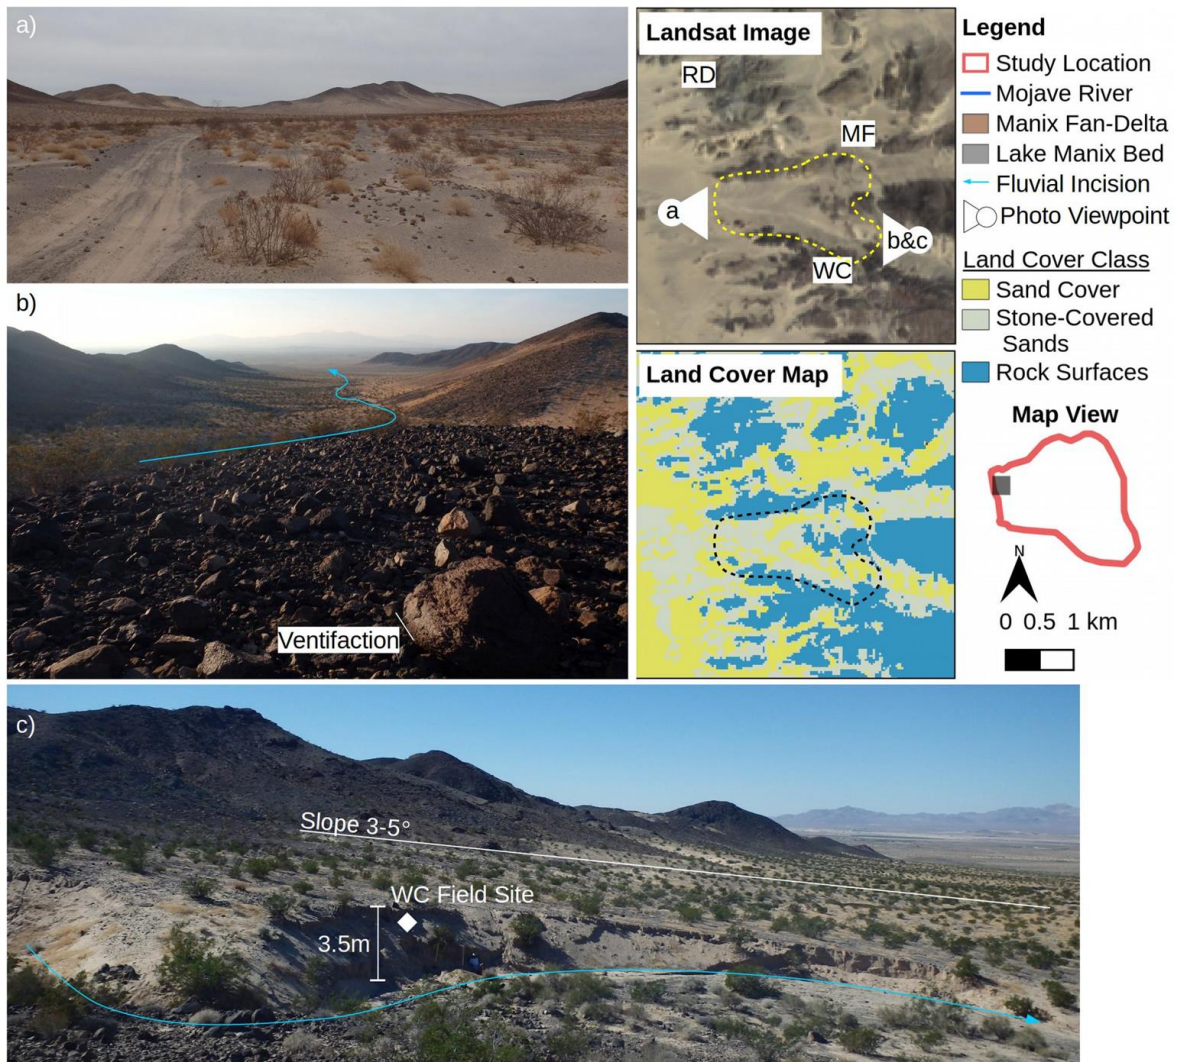 a)
b)
Ventifaction
Landsat Image
RD
MF
a
b&c
WC
Land Cover Map
Legend
Study Location
Mojave River
Manix Fan-Delta
Lake Manix Bed
Fluvial Incision
Photo Viewpoint
Land Cover Class
Sand Cover
Stone-Covered
Sands
Rock Surfaces
Map View
N
0 0.5 1 km
c)
Slope 3-5°
WC Field Site
3.5m